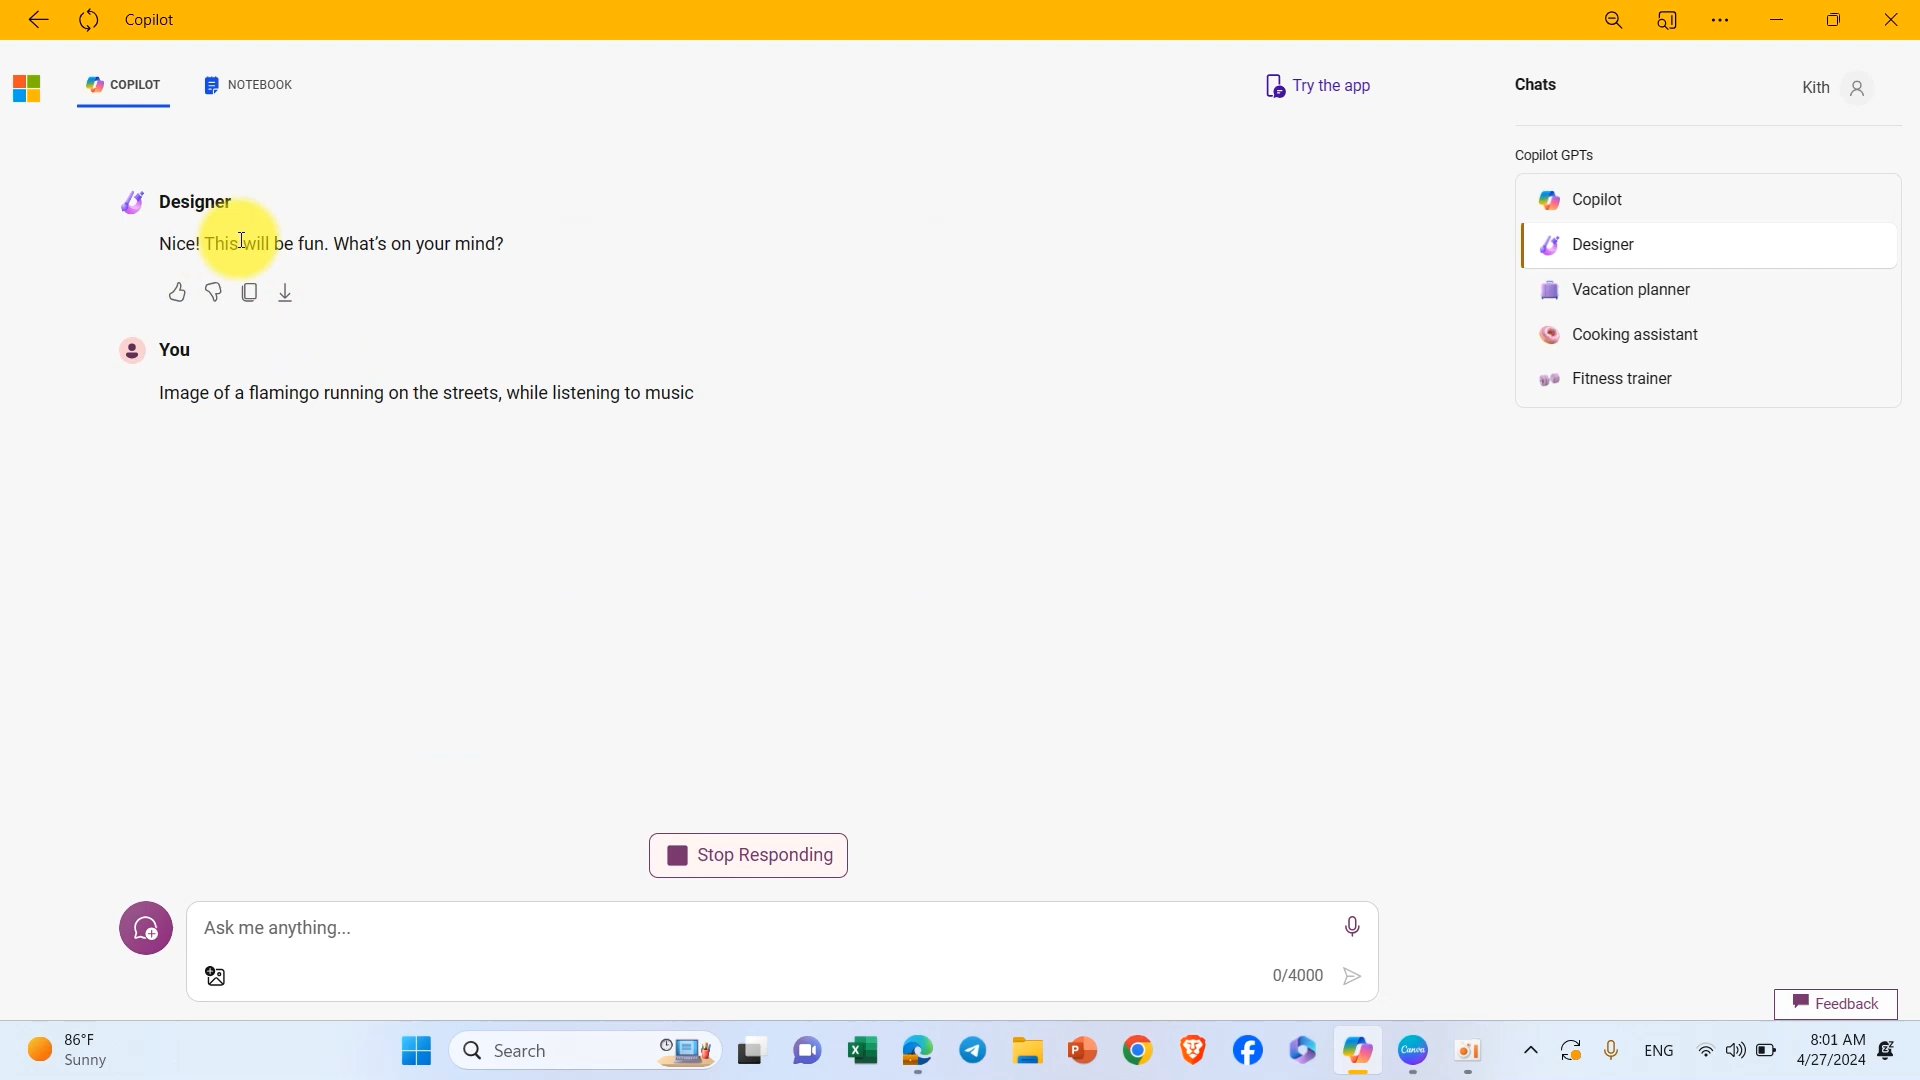 Copilot
COPILOT
NOTEBOOK
Try the app
Chats
Kith
Copilot GPTs
Copilot
Designer
Vacation planner
Cooking assistant
Fitness trainer
Designer
Nice! This will be fun. What's on your mind?
You
Image of a flamingo running on the streets, while listening to music
Stop Responding
Ask me anything...
0/4000
Feedback
86°F
Sunny
Search
Canva
ENG
8:01 AM
4/27/2024